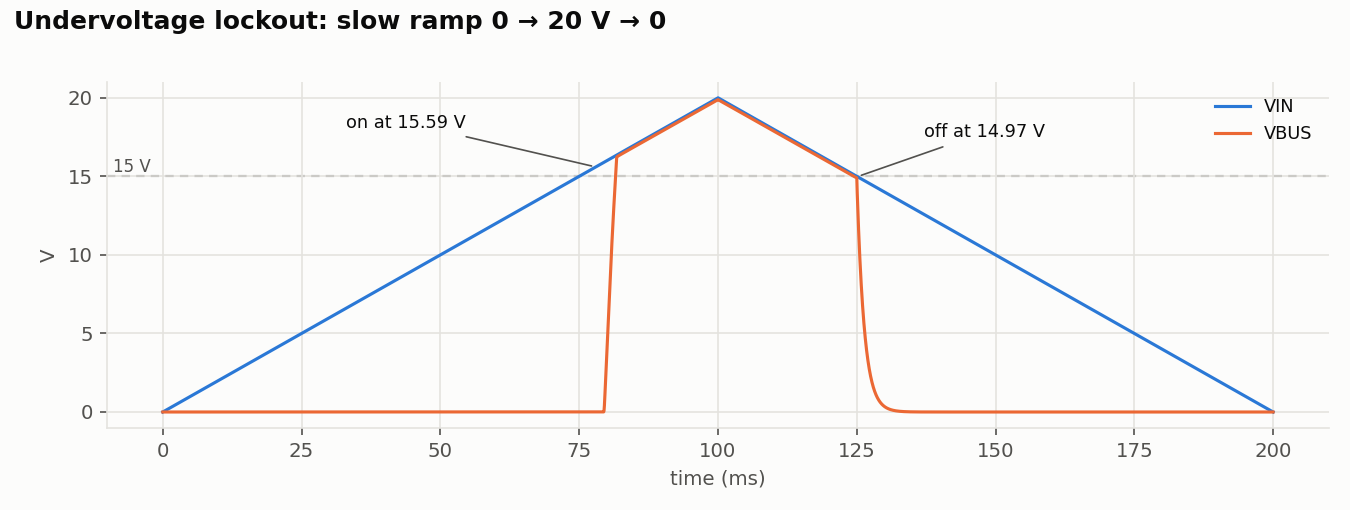 Undervoltage lockout: slow ramp 0 → 20 V → 0
on at 15.59 V
off at 14.97 V
VIN
VBUS
15 V
V
20
15
10
5
0
0 25 50 75 100 125 150 175 200
time (ms)